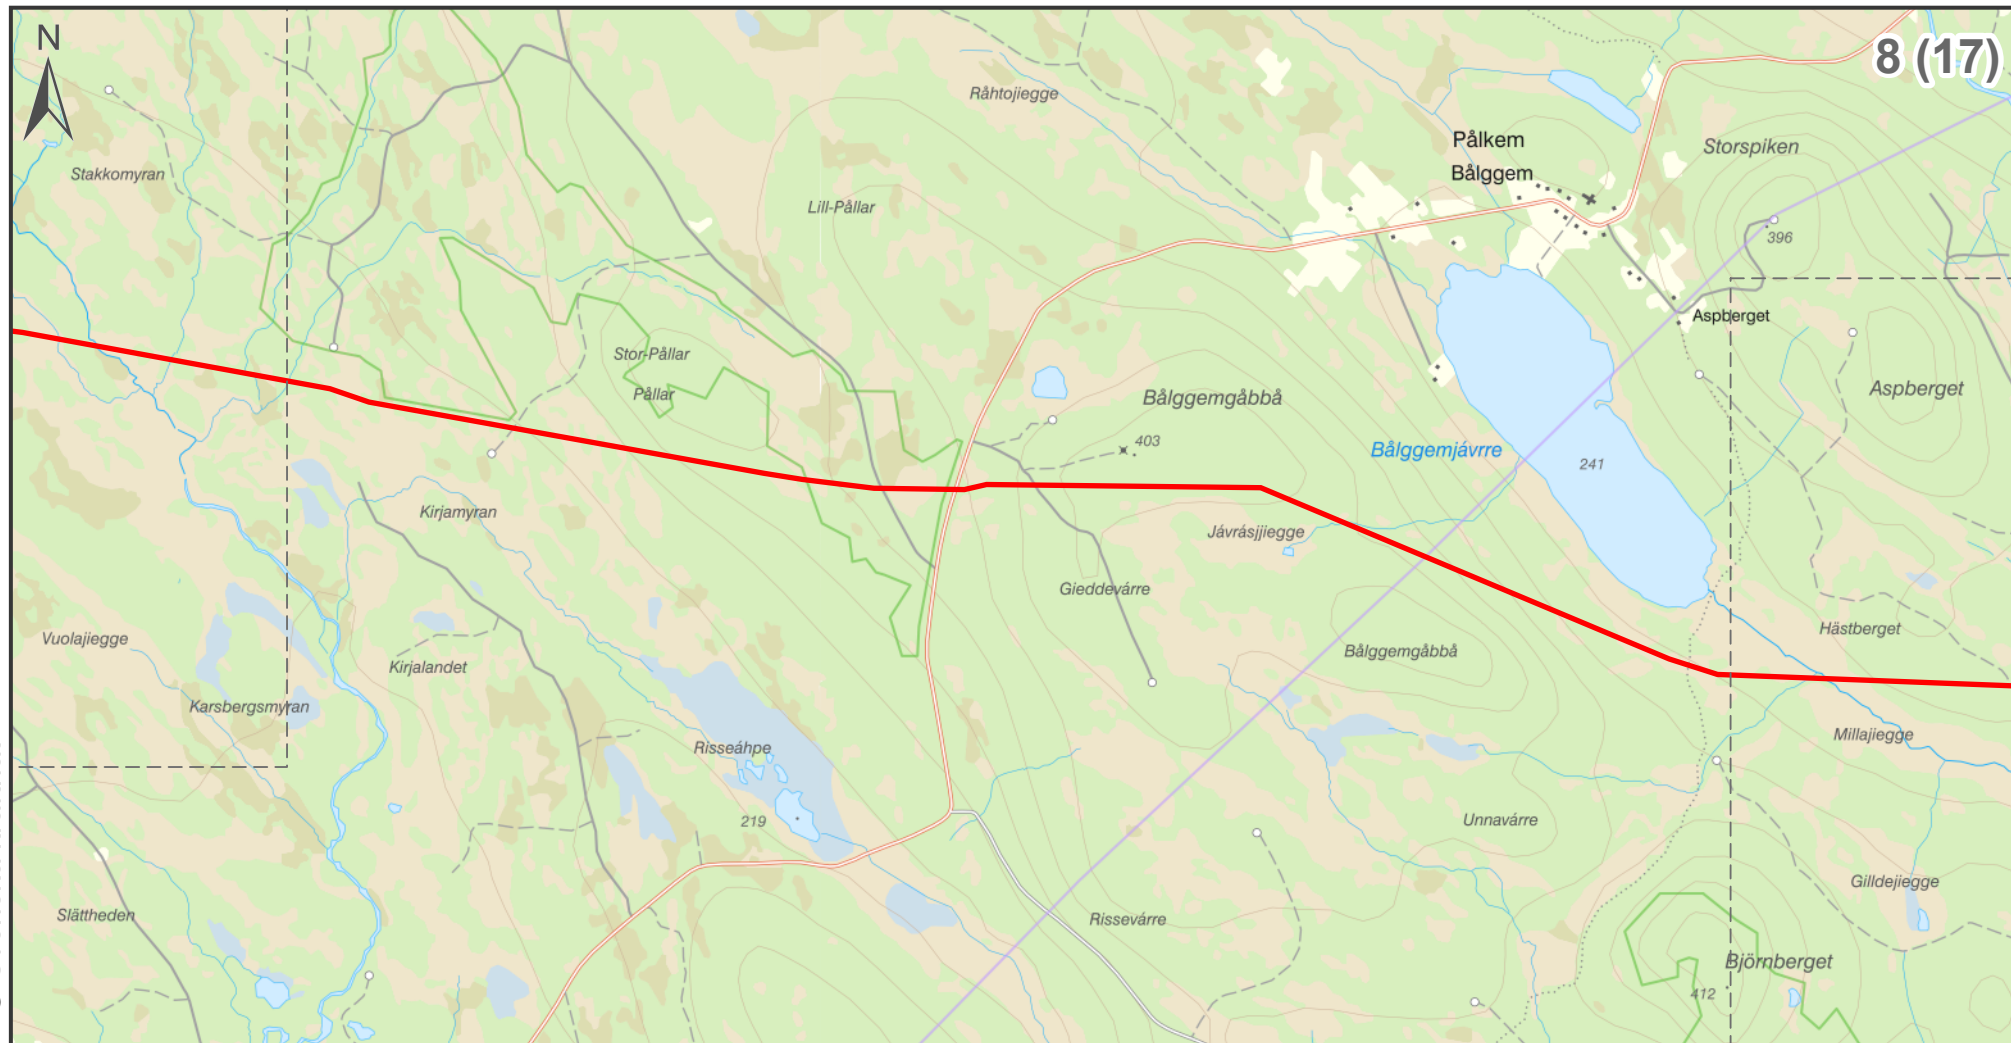 N
8 (17)
Råhtojiegge
Pålkem
Bålggem
Storspiken
Stakkomyran
Lill-Pållar
396
Aspberget
Stor-Pållar
Pållar
Bålggemgåbbå
Aspberget
403
Bålggemjávrre
241
Kirjamyran
Jávrásjjiegge
Gieddevárre
Hästberget
Vuolajiegge
Bålggemgåbbå
Kirjalandet
Karsbergsmyran
Millajiegge
Risseáhpe
219
Unnavárre
Gilldejiegge
Slättheden
Rissevárre
Björnberget
412